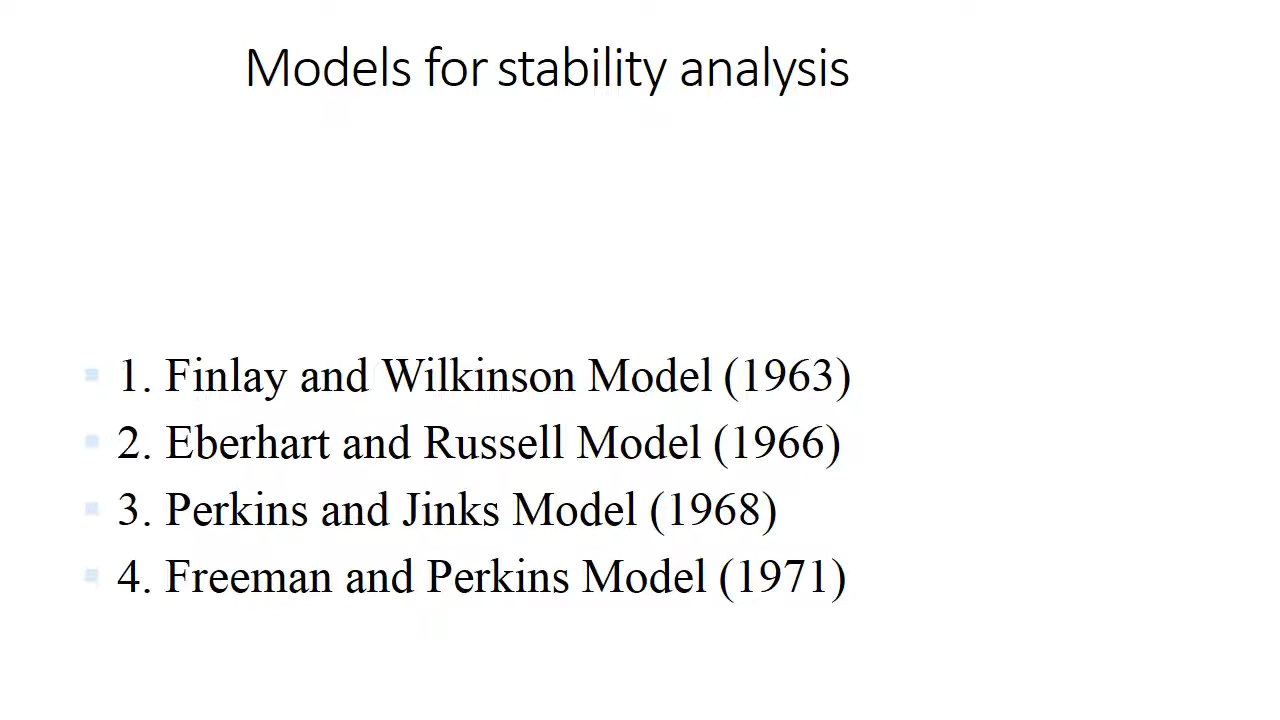 Models for stability analysis
1. Finlay and Wilkinson Model (1963)
2. Eberhart and Russell Model (1966)
3. Perkins and Jinks Model (1968)
4. Freeman and Perkins Model (1971)